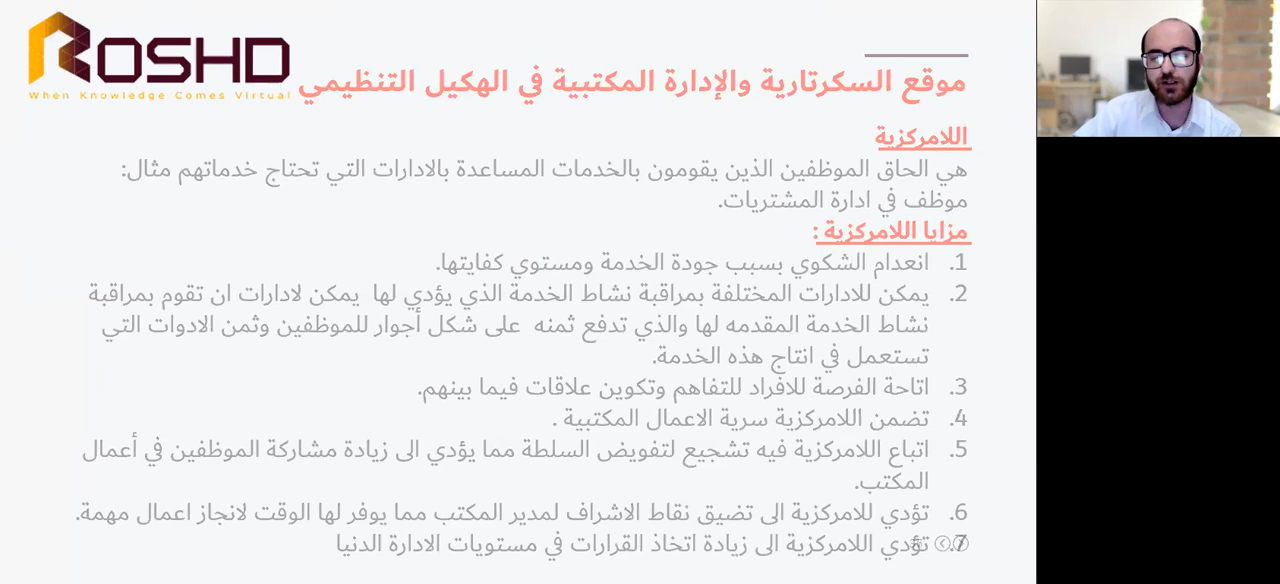 ROSHD
When Knowledge Comes Virtual
موقع السكرتارية والإدارة المكتبية في الهكيل التنظيمي
اللامركزية
هي الحاق الموظفين الذين يقومون بالخدمات المساعدة بالادارات التي تحتاج خدماتهم مثال:
موظف في ادارة المشتريات.
مزايا اللامركزية :
1. انعدام الشكوي بسبب جودة الخدمة ومستوي كفايتها.
2. يمكن للادارات المختلفة بمراقبة نشاط الخدمة الذي يؤدي لها يمكن لادارات ان تقوم بمراقبة
نشاط الخدمة المقدمه لها والذي تدفع ثمنه على شكل أجوار للموظفين وثمن الادوات التي
تستعمل في انتاج هذه الخدمة.
3. اتاحة الفرصة للافراد للتفاهم وتكوين علاقات فيما بينهم.
4. تضمن اللامركزية سرية الاعمال المكتبية .
5. اتباع اللامركزية فيه تشجيع لتفويض السلطة مما يؤدي الى زيادة مشاركة الموظفين في أعمال
المكتب.
6. تؤدي للامركزية الى تضيق نقاط الاشراف لمدير المكتب مما يوفر لها الوقت لانجاز اعمال مهمة.
7. تؤدي اللامركزية الى زيادة اتخاذ القرارات في مستويات الادارة الدنيا